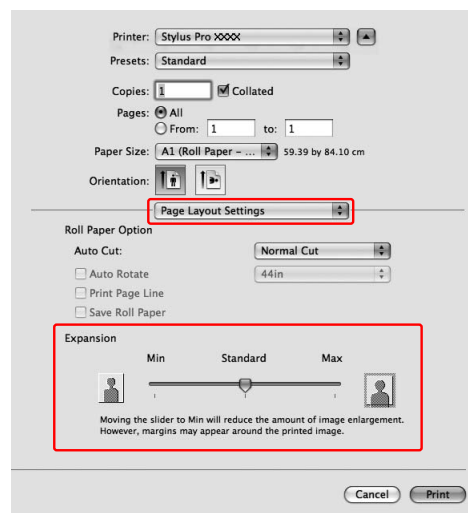 Printer: Stylus Pro XXXX
Presets: Standard
Copies: 1 Collated
Pages: All
From: 1 to: 1
Paper Size: A1 (Roll Paper – ... 59.39 by 84.10 cm
Orientation:
Page Layout Settings
Roll Paper Option
Auto Cut: Normal Cut
Auto Rotate 44in
Print Page Line
Save Roll Paper
Expansion
Min Standard Max
Moving the slider to Min will reduce the amount of image enlargement.
However, margins may appear around the printed image.
Cancel Print